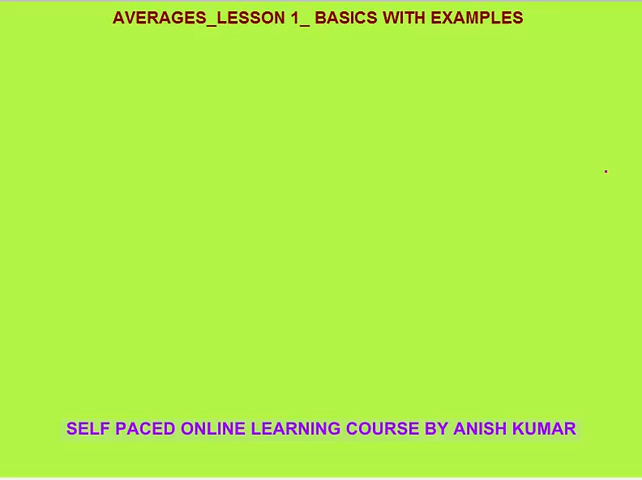 AVERAGES_LESSON 1_ BASICS WITH EXAMPLES
SELF PACED ONLINE LEARNING COURSE BY ANISH KUMAR